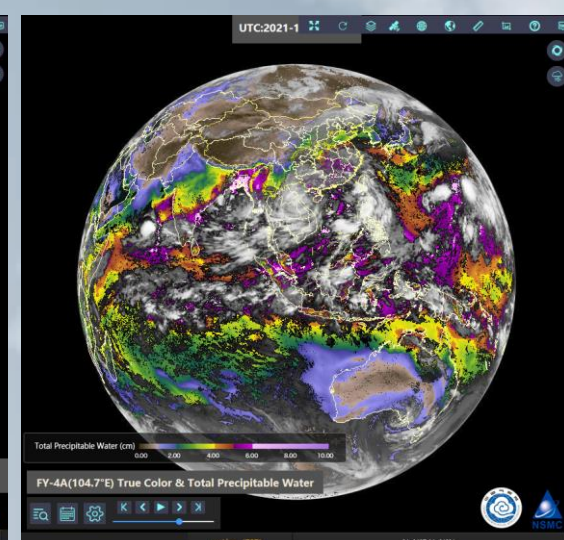 UTC:2021-1
Total Precipitable Water (cm)
0.00 2.00 4.00 6.00 8.00 10.00
FY-4A(104.7°E) True Color & Total Precipitable Water
NSMC